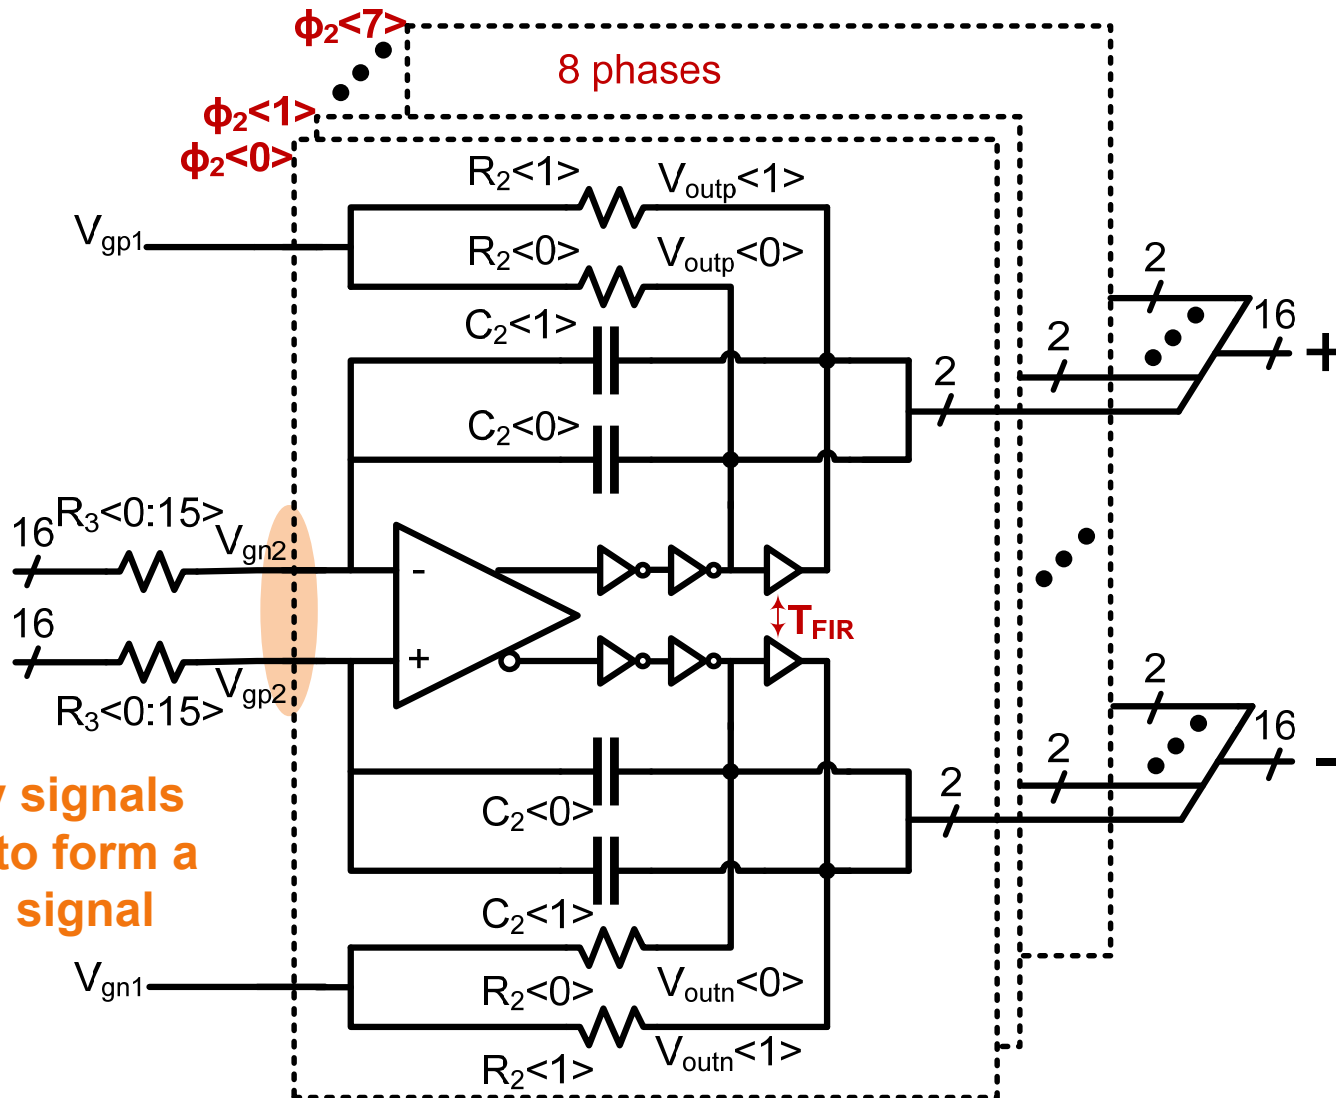 ϕ2<7>
8 phases
ϕ2<1>
ϕ2<0>
R2<1>
Voutp<1>
Vgp1
R2<0>
Voutp<0>
2
16
C2<1>
2
+
2
C2<0>
R3<0:15>
16
Vgn2
-
16
TFIR
+
Vgp2
R3<0:15>
2
16
2
-
2
signals
C2<0>
to form a
signal
C2<1>
Vgn1
R2<0>
Voutn<0>
Voutn<1>
R2<1>